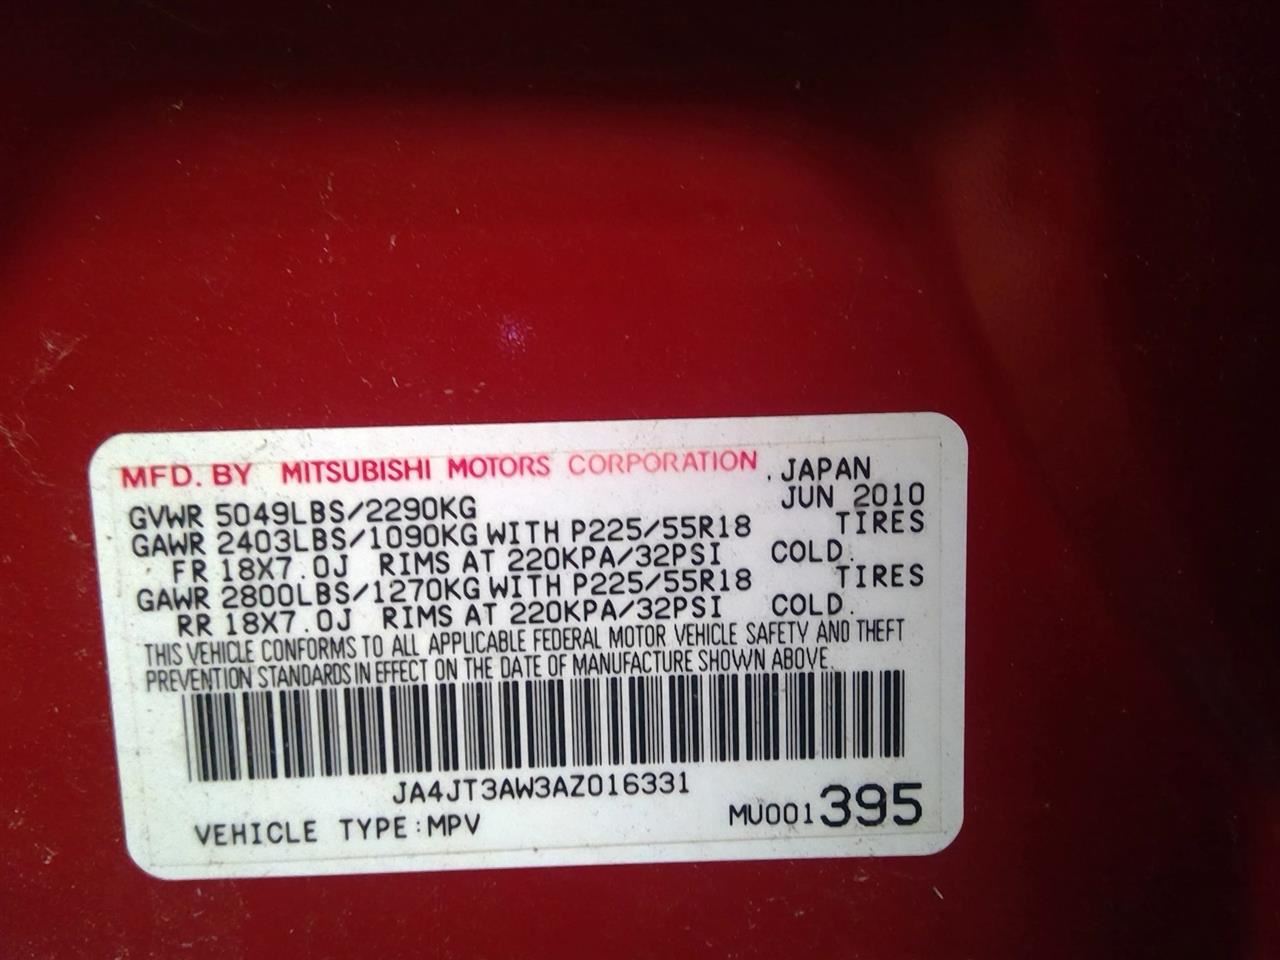 MFD. BY MITSUBISHI MOTORS CORPORATION , JAPAN
GVWR 5049LBS/2290KG JUN 2010
GAWR 2403LBS/1090KG WITH P225/55R18 TIRES
FR 18X7.0J RIMS AT 220KPA/32PSI COLD.
GAWR 2800LBS/1270KG WITH P225/55R18 TIRES
RR 18X7.0J RIMS AT 220KPA/32PSI COLD.
THIS VEHICLE CONFORMS TO ALL APPLICABLE FEDERAL MOTOR VEHICLE SAFETY AND THEFT
PREVENTION STANDARDS IN EFFECT ON THE DATE OF MANUFACTURE SHOWN ABOVE.
JA4JT3AW3AZ016331
VEHICLE TYPE:MPV MU001395